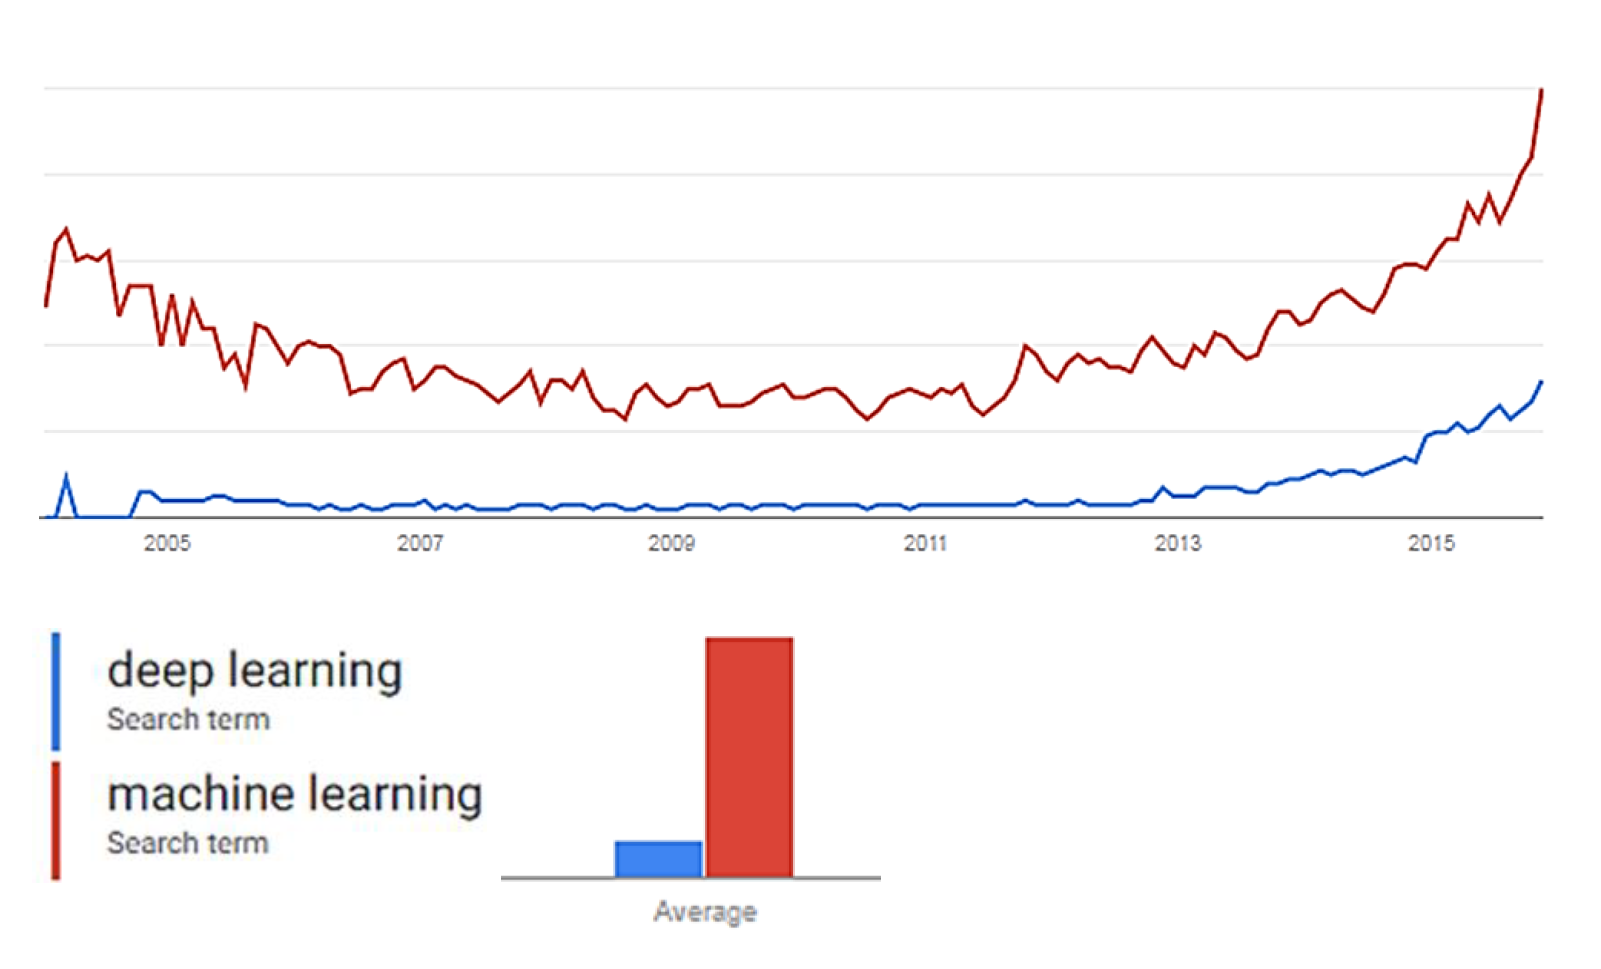 2005 2007 2009 2011 2013 2015
deep learning
Search term
machine learning
Search term
Average